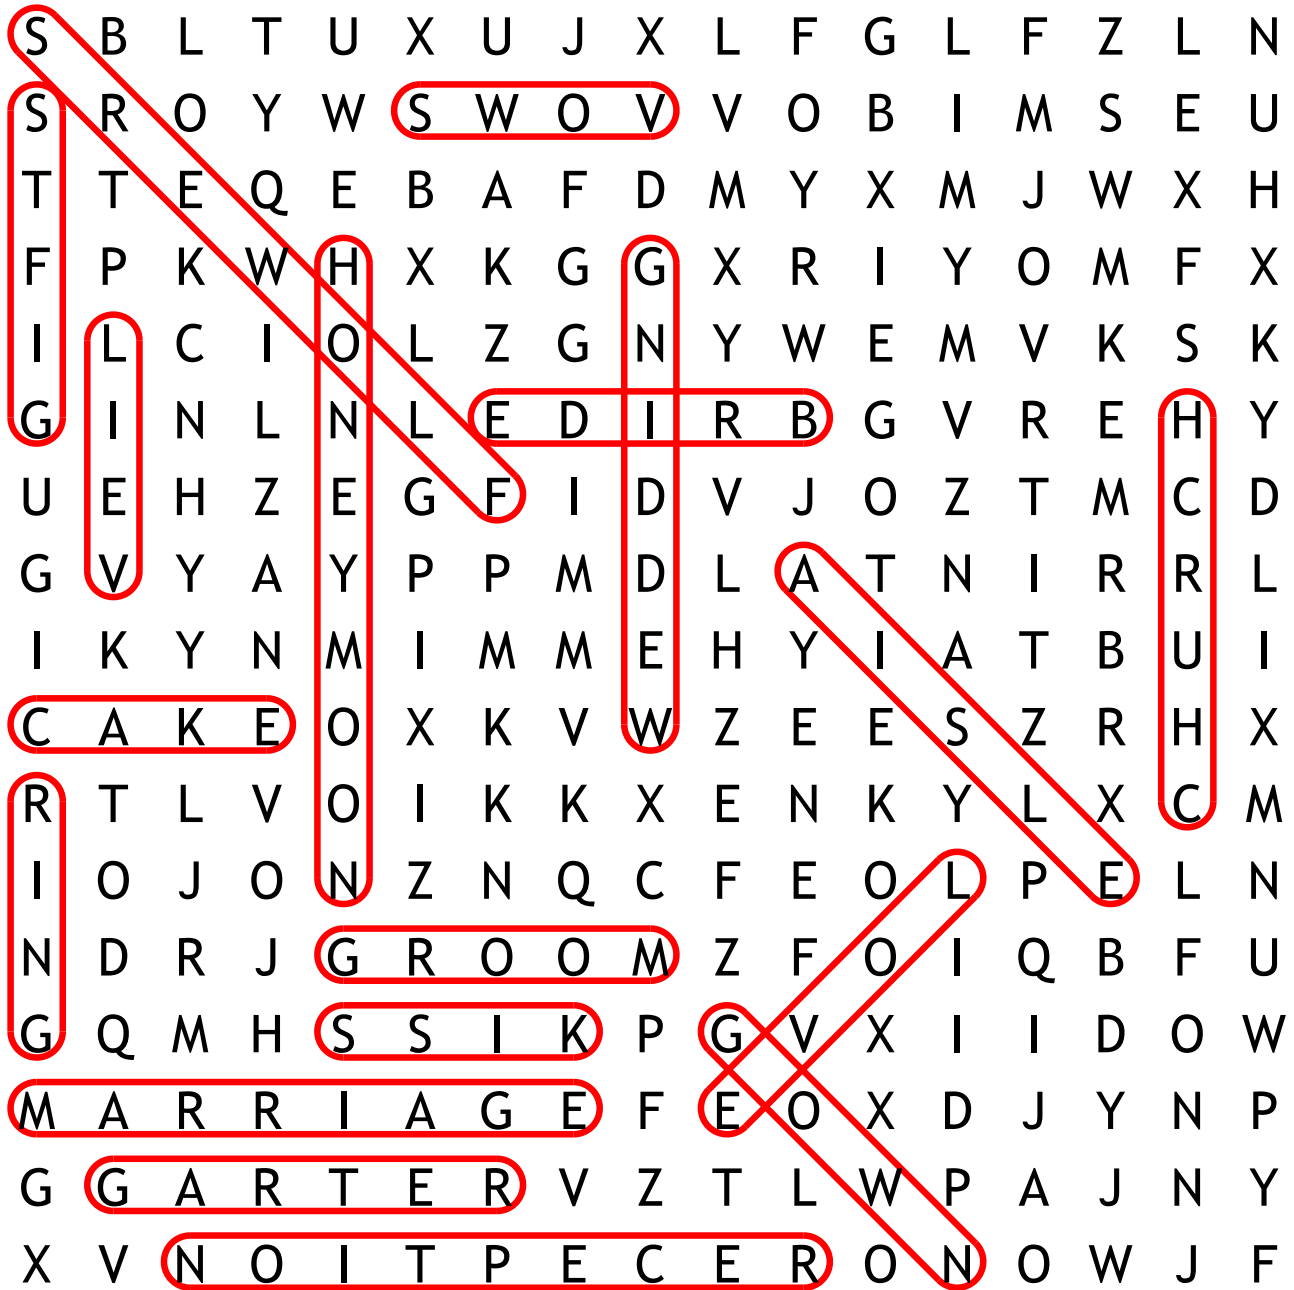 S B L T U X U J X L F G L F Z L N
S R O Y W S W O V V O B I M S E U
T T E Q E B A F D M Y X M J W X H
F P K W H X K G G X R I Y O M F X
I L C I O L Z G N Y W E M V K S K
G I N L N L E D I R B G V R E H Y
U E H Z E G F I D V J O Z T M C D
G V Y A Y P P M D L A T N I R R L
I K Y N M I M M E H Y I A T B U I
C A K E O X K V W Z E E S Z R H X
R T L V O I K K X E N K Y L X C M
I O J O N Z N Q C F E O L P E L N
N D R J G R O O M Z F O I Q B F U
G Q M H S S I K P G V X I I D O W
M A R R I A G E F E O X D J Y N P
G G A R T E R V Z T L W P A J N Y
X V N O I T P E C E R O N O W J F